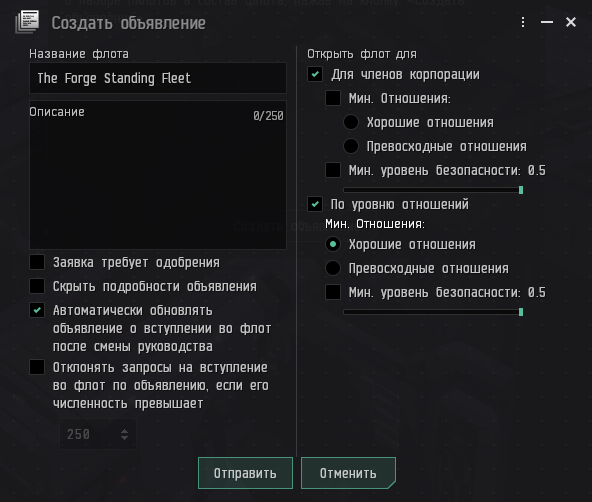 Создать объявление
Название флота
The Forge Standing Fleet
Описание
0/250
Заявка требует одобрения
Скрыть подробности объявления
Автоматически обновлять
объявление о вступлении во флот
после смены руководства
Отклонять запросы на вступление
во флот по объявлению, если его
численность превышает
250
Открыть флот для
Для членов корпорации
Мин. Отношения:
Хорошие отношения
Превосходные отношения
Мин. уровень безопасности: 0.5
По уровню отношений
Мин. Отношения:
Хорошие отношения
Превосходные отношения
Мин. уровень безопасности: 0.5
Отправить
Отменить